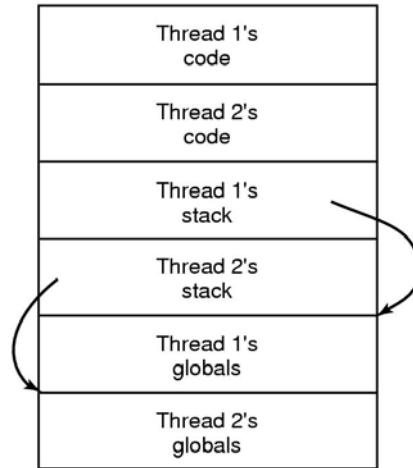 Thread 1's
code
Thread 2's
code
Thread 1's
stack
Thread 2's
stack
Thread 1's
globals
Thread 2's
globals